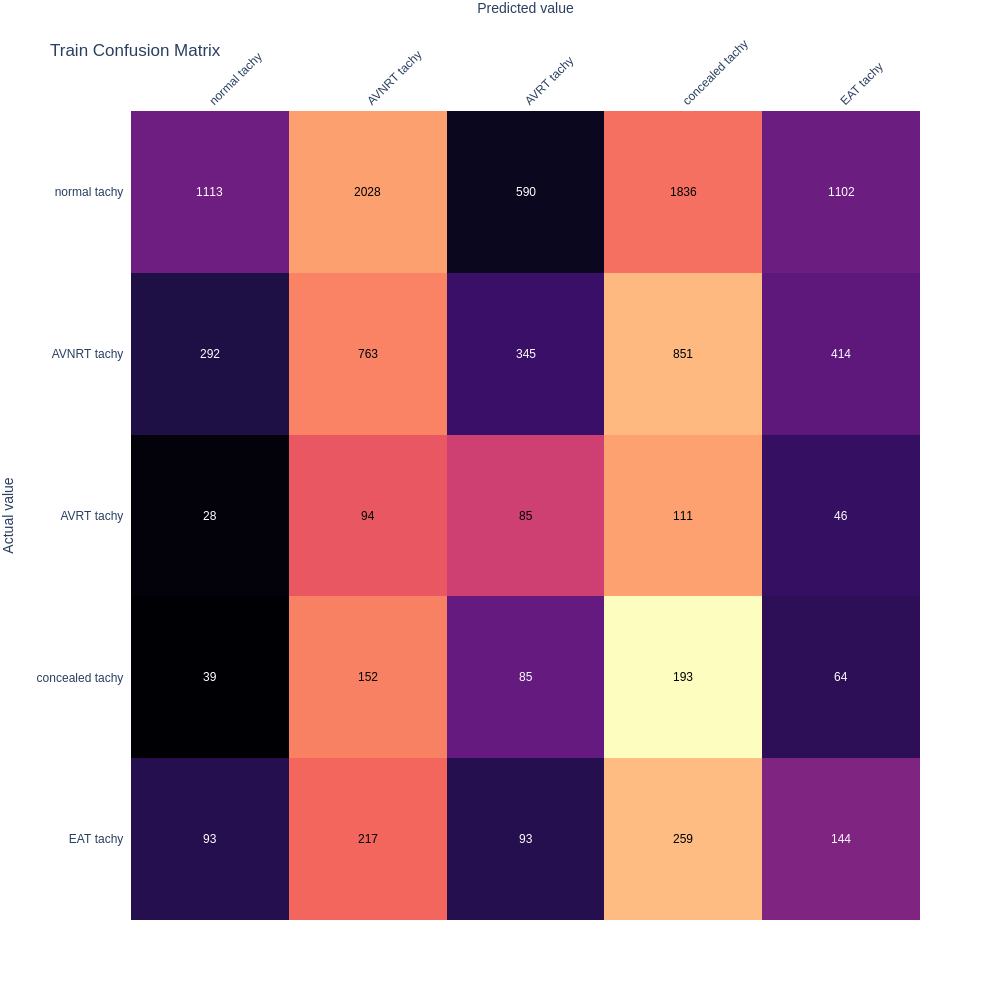 Predicted value
Train Confusion Matrix
normal tachy
AVNRT tachy
AVRT tachy
concealed tachy
EAT tachy
normal tachy 1113 2028 590 1836 1102
AVNRT tachy 292 763 345 851 414
Actual value
AVRT tachy 28 94 85 111 46
concealed tachy 39 152 85 193 64
EAT tachy 93 217 93 259 144